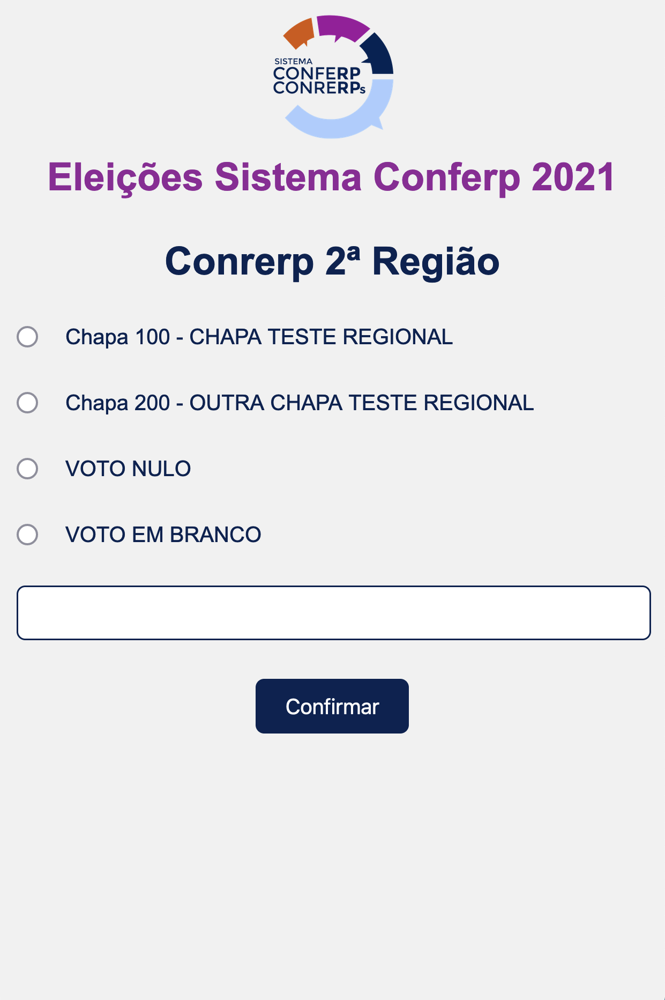 SISTEMA
CONFERP
CONRERPs
Eleições Sistema Conferp 2021
Conrerp 2ª Região
Chapa 100 - CHAPA TESTE REGIONAL
Chapa 200 - OUTRA CHAPA TESTE REGIONAL
VOTO NULO
VOTO EM BRANCO
Confirmar